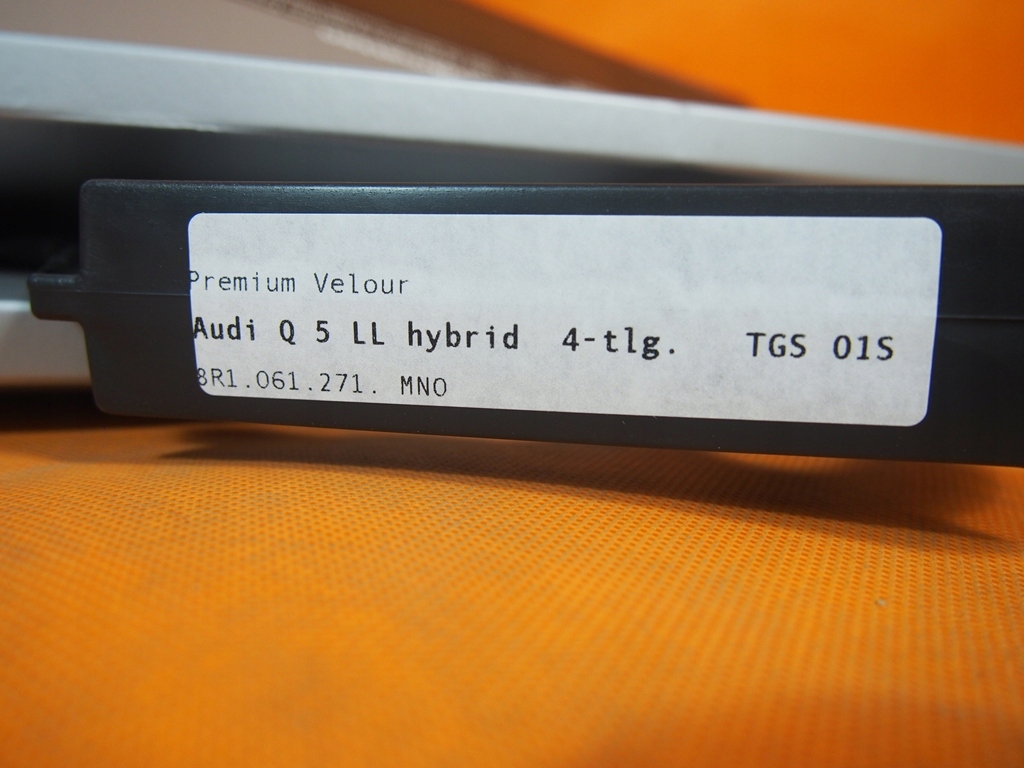 Premium Velour
Audi Q 5 LL hybrid 4-tlg. TGS 01S
8R1.061.271. MNO